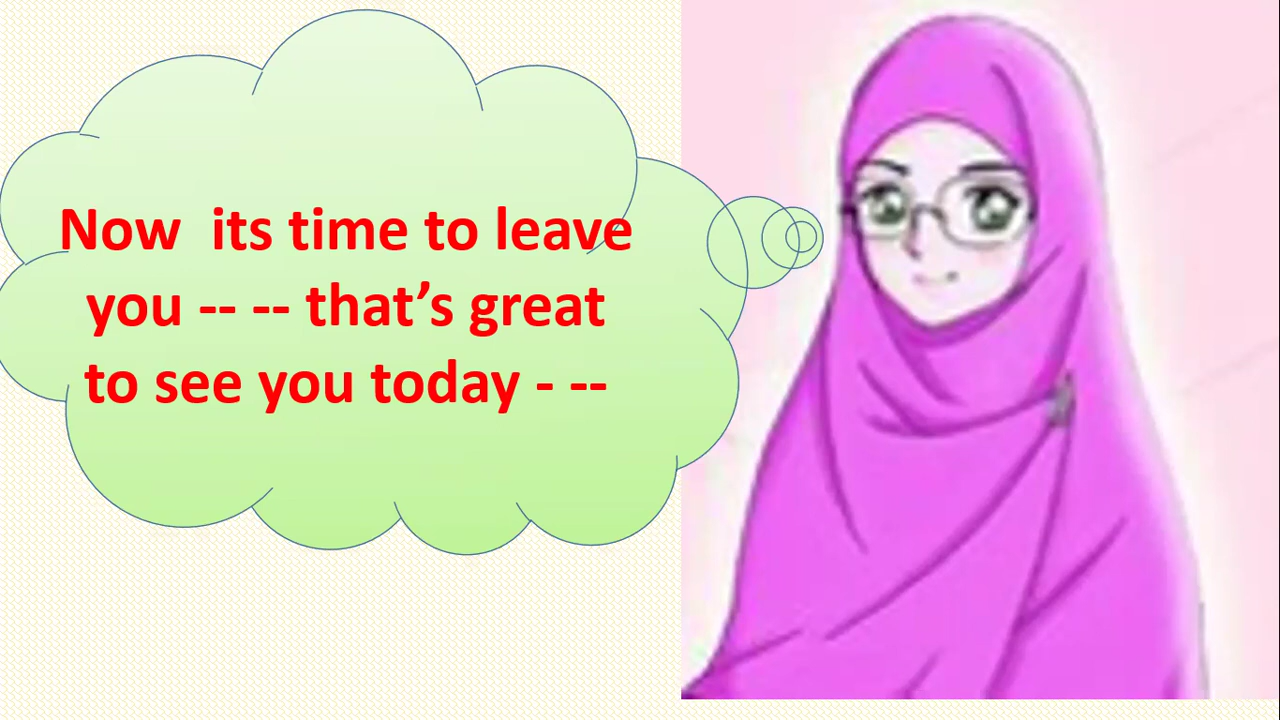 Now  its time to leave
you -- -- that’s great
to see you today - --